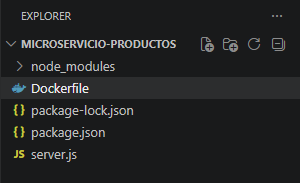 EXPLORER
MICROSERVICIO-PRODUCTOS
node_modules
Dockerfile
{ } package-lock.json
{ } package.json
JS server.js